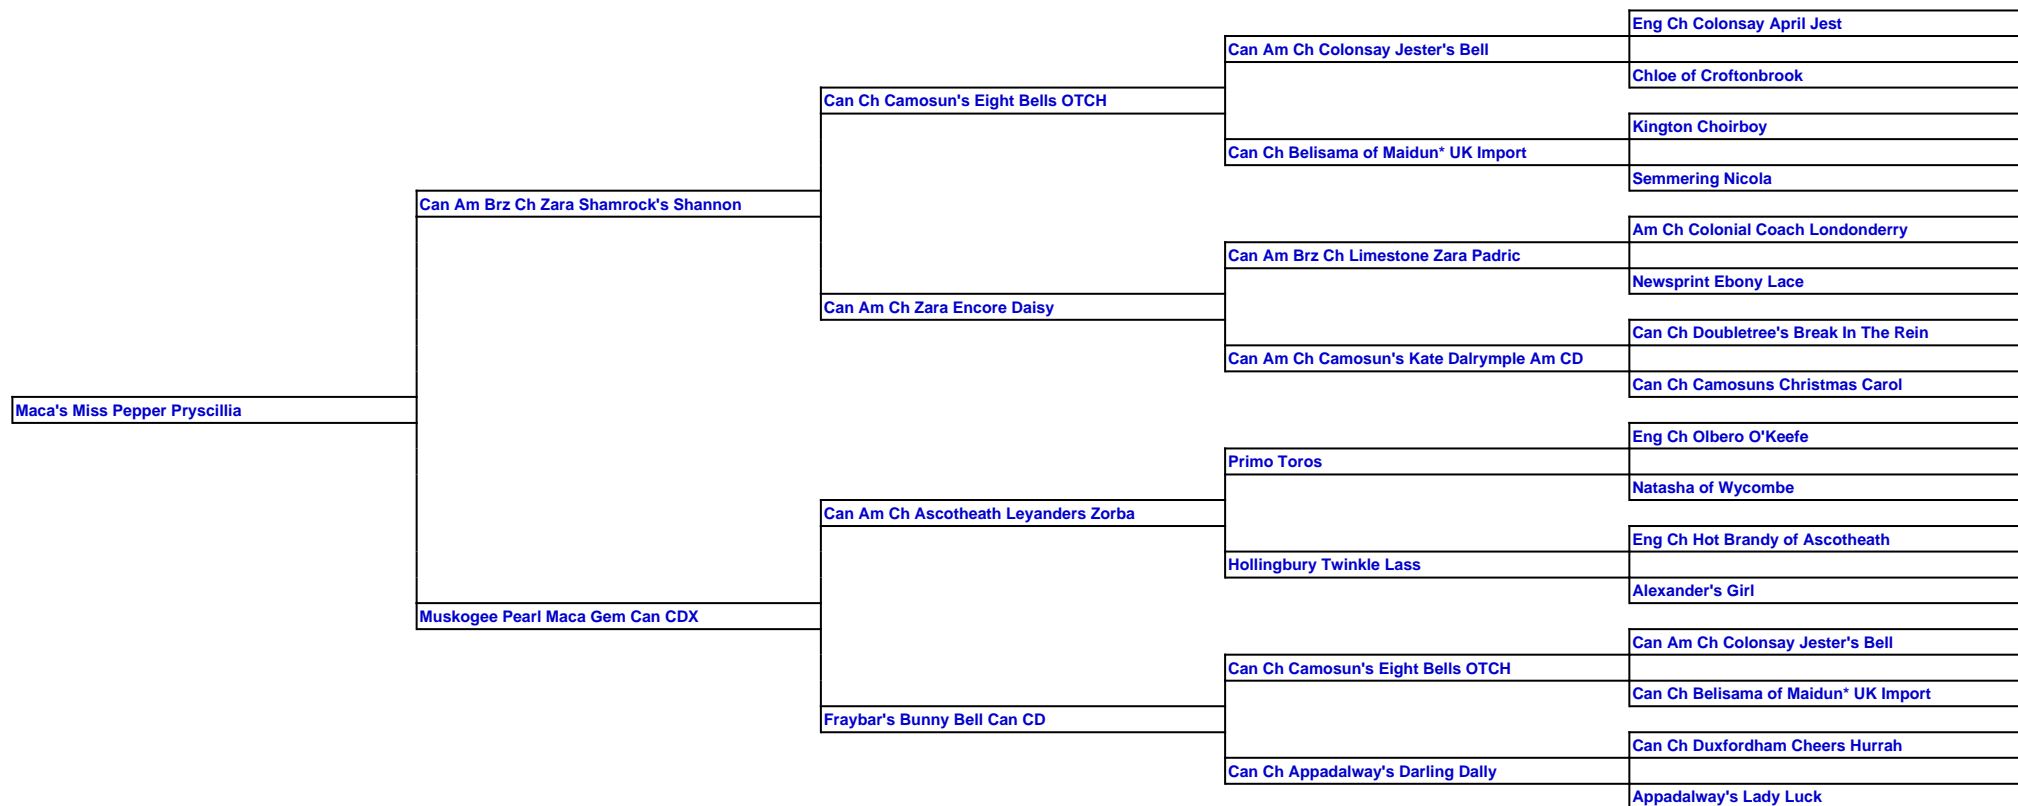 Eng Ch Colonsay April Jest
Can Am Ch Colonsay Jester's Bell
Chloe of Croftonbrook
Can Ch Camosun's Eight Bells OTCH
Kington Choirboy
Can Ch Belisama of Maidun* UK Import
Semmering Nicola
Can Am Brz Ch Zara Shamrock's Shannon
Am Ch Colonial Coach Londonderry
Can Am Brz Ch Limestone Zara Padric
Newsprint Ebony Lace
Can Am Ch Zara Encore Daisy
Can Ch Doubletree's Break In The Rein
Can Am Ch Camosun's Kate Dalrymple Am CD
Can Ch Camosuns Christmas Carol
Maca's Miss Pepper Pryscillia
Eng Ch Olbero O'Keefe
Primo Toros
Natasha of Wycombe
Can Am Ch Ascotheath Leyanders Zorba
Eng Ch Hot Brandy of Ascotheath
Hollingbury Twinkle Lass
Alexander's Girl
Muskogee Pearl Maca Gem Can CDX
Can Am Ch Colonsay Jester's Bell
Can Ch Camosun's Eight Bells OTCH
Can Ch Belisama of Maidun* UK Import
Fraybar's Bunny Bell Can CD
Can Ch Duxfordham Cheers Hurrah
Can Ch Appadalway's Darling Dally
Appadalway's Lady Luck